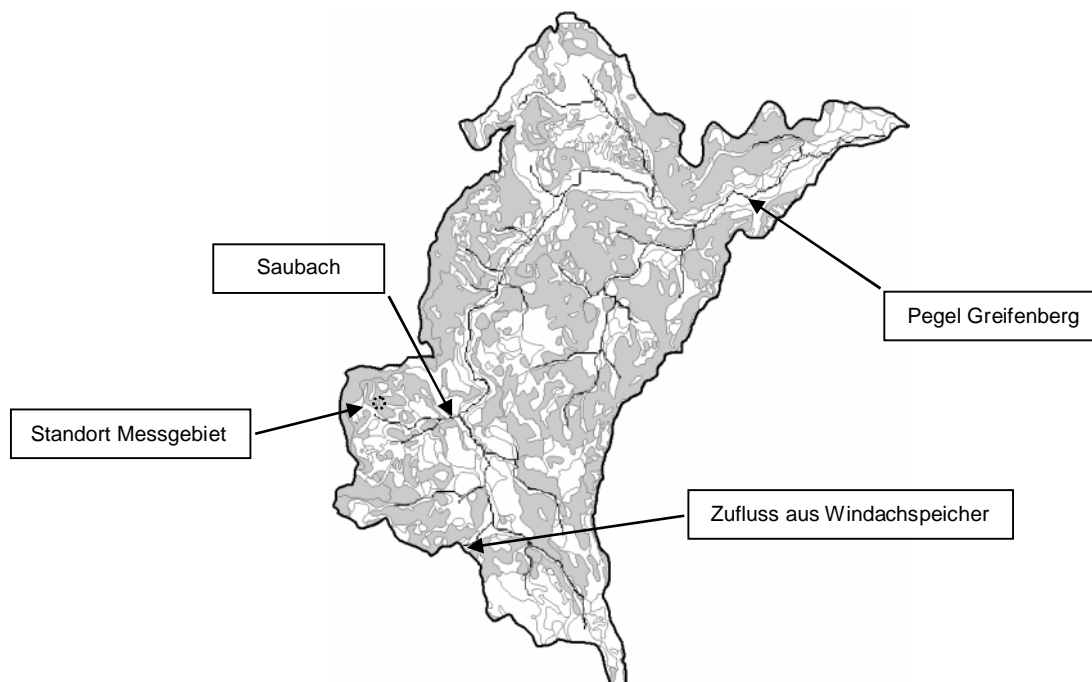 Saubach
Pegel Greifenberg
Standort Messgebiet
Zufluss aus Windachspeicher